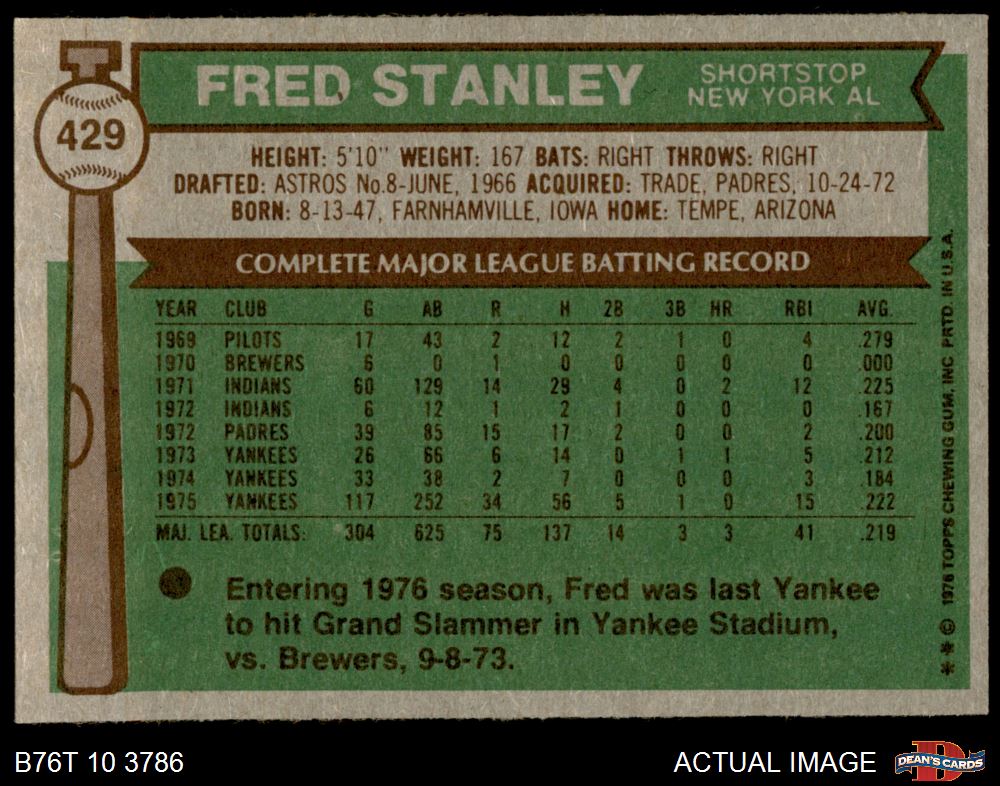 FRED STANLEY
SHORTSTOP
NEW YORK AL
429
HEIGHT: 5'10" WEIGHT: 167 BATS: RIGHT THROWS: RIGHT
DRAFTED: ASTROS No.8-JUNE, 1966 ACQUIRED: TRADE, PADRES, 10-24-72
BORN: 8-13-47, FARNHAMVILLE, IOWA HOME: TEMPE, ARIZONA
COMPLETE MAJOR LEAGUE BATTING RECORD
YEAR CLUB G AB R H 2B 3B HR RBI AVG.
1969 PILOTS 17 43 2 12 2 1 0 4 .279
1970 BREWERS 6 0 1 0 0 0 0 0 .000
1971 INDIANS 60 129 14 29 4 0 2 12 .225
1972 INDIANS 6 12 1 2 1 0 0 0 .167
1972 PADRES 39 85 15 17 2 0 0 2 .200
1973 YANKEES 26 66 6 14 0 1 1 5 .212
1974 YANKEES 33 38 2 7 0 0 0 3 .184
1975 YANKEES 117 252 34 56 5 1 0 15 .222
MAJ. LEA. TOTALS: 304 625 75 137 14 3 3 41 .219
Entering 1976 season, Fred was last Yankee
to hit Grand Slammer in Yankee Stadium,
vs. Brewers, 9-8-73.
** © 1976 TOPPS CHEWING GUM, INC. PRTD. IN U.S.A.
B76T 10 3786
ACTUAL IMAGE
D
DEAN'S CARDS